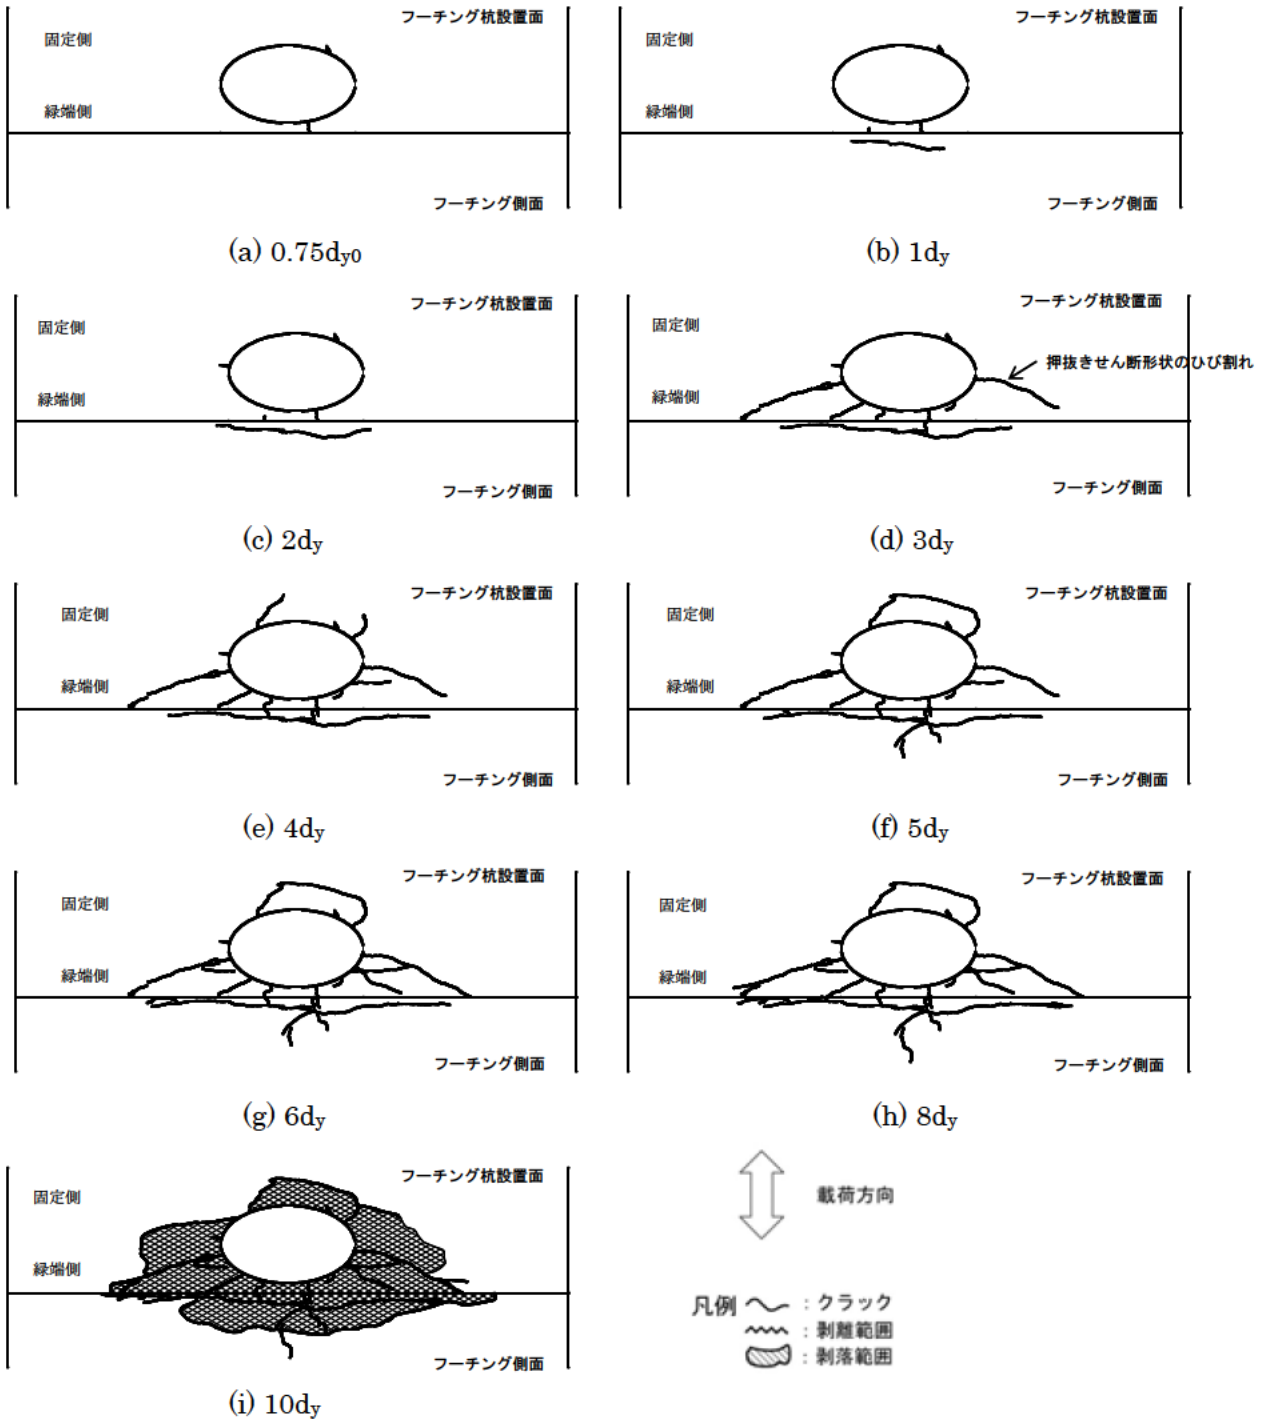 フーチング杭設置面
固定側
縁端側
フーチング側面
(a) 0.75dy0
フーチング杭設置面
固定側
縁端側
フーチング側面
(b) 1dy
フーチング杭設置面
固定側
縁端側
フーチング側面
(c) 2dy
フーチング杭設置面
固定側
押抜きせん断形状のひび割れ
縁端側
フーチング側面
(d) 3dy
フーチング杭設置面
固定側
縁端側
フーチング側面
(e) 4dy
フーチング杭設置面
固定側
縁端側
フーチング側面
(f) 5dy
フーチング杭設置面
固定側
縁端側
フーチング側面
(g) 6dy
フーチング杭設置面
固定側
縁端側
フーチング側面
(h) 8dy
フーチング杭設置面
固定側
縁端側
フーチング側面
(i) 10dy
載荷方向
凡例 : クラック
: 剥離範囲
: 剥落範囲